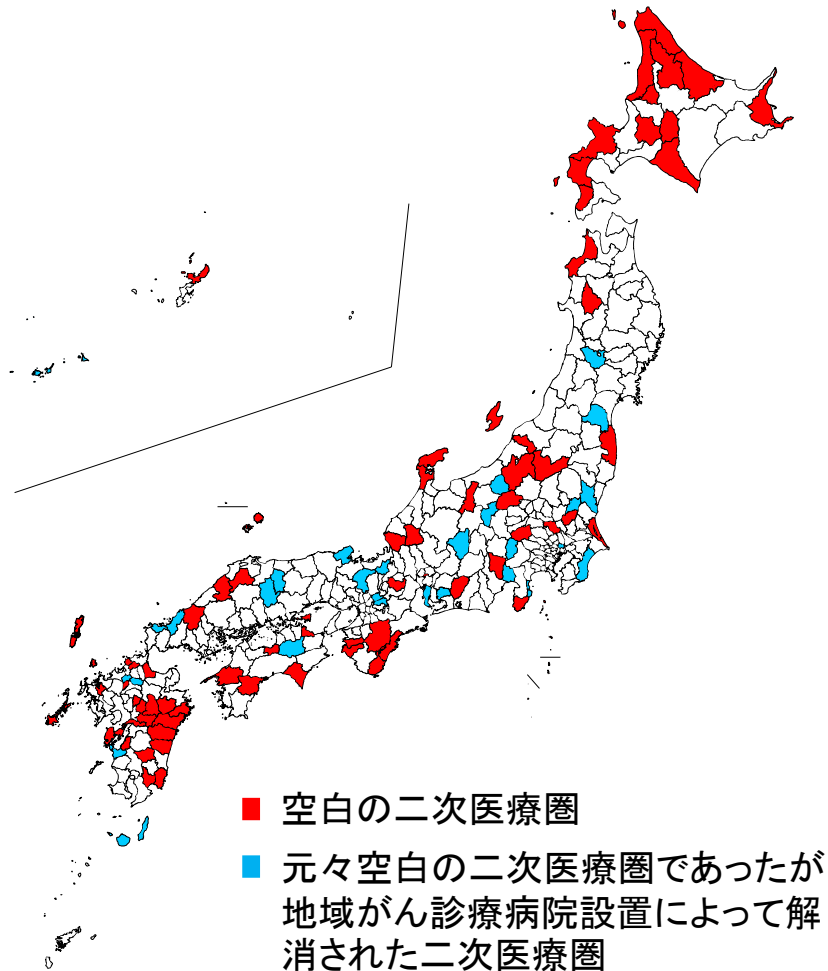 空白の二次医療圏
元々空白の二次医療圏であったが
地域がん診療病院設置によって解
消された二次医療圏